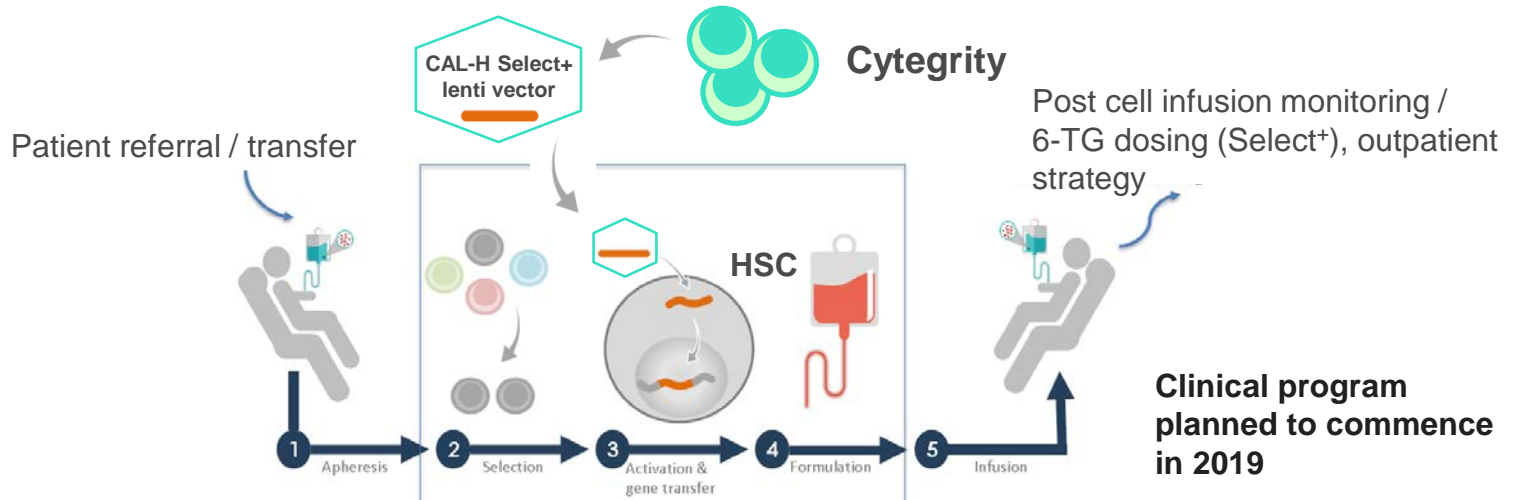 CAL-H Select+
lenti vector
Cytegrity
Patient referral / transfer
Post cell infusion monitoring /
6-TG dosing (Select⁺), outpatient
strategy
HSC
1
Apheresis
2
Selection
3
Activation &
gene transfer
4
Formulation
5
Infusion
Clinical program
planned to commence
in 2019